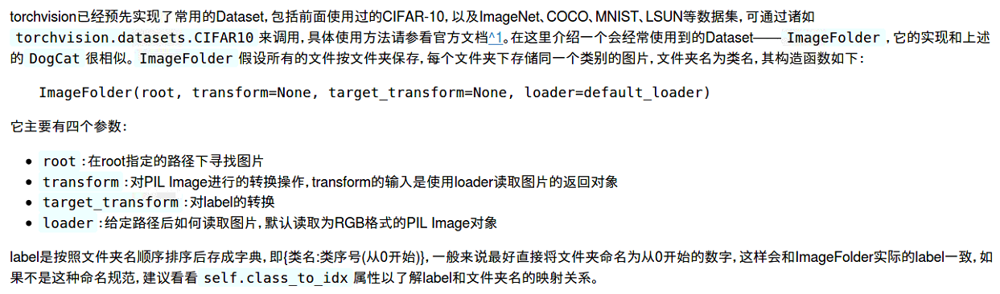 torchvision已经预先实现了常用的Dataset,包括前面使用过的CIFAR-10,以及ImageNet、COCO、MNIST、LSUN等数据集,可通过诸如
torchvision.datasets.CIFAR10 来调用,具体使用方法请参看官方文档^1。在这里介绍一个会经常使用到的Dataset—— ImageFolder ,它的实现和上述
的 DogCat 很相似。ImageFolder 假设所有的文件按文件夹保存,每个文件夹下存储同一个类别的图片,文件夹名为类名,其构造函数如下:
ImageFolder(root, transform=None, target_transform=None, loader=default_loader)
它主要有四个参数:
• root :在root指定的路径下寻找图片
• transform :对PIL Image进行的转换操作,transform的输入是使用loader读取图片的返回对象
• target_transform :对label的转换
• loader :给定路径后如何读取图片,默认读取为RGB格式的PIL Image对象
label是按照文件夹名顺序排序后存成字典,即{类名:类序号(从0开始)},一般来说最好直接将文件夹命名为从0开始的数字,这样会和ImageFolder实际的label一致,如
果不是这种命名规范,建议看看 self.class_to_idx 属性以了解label和文件夹名的映射关系。